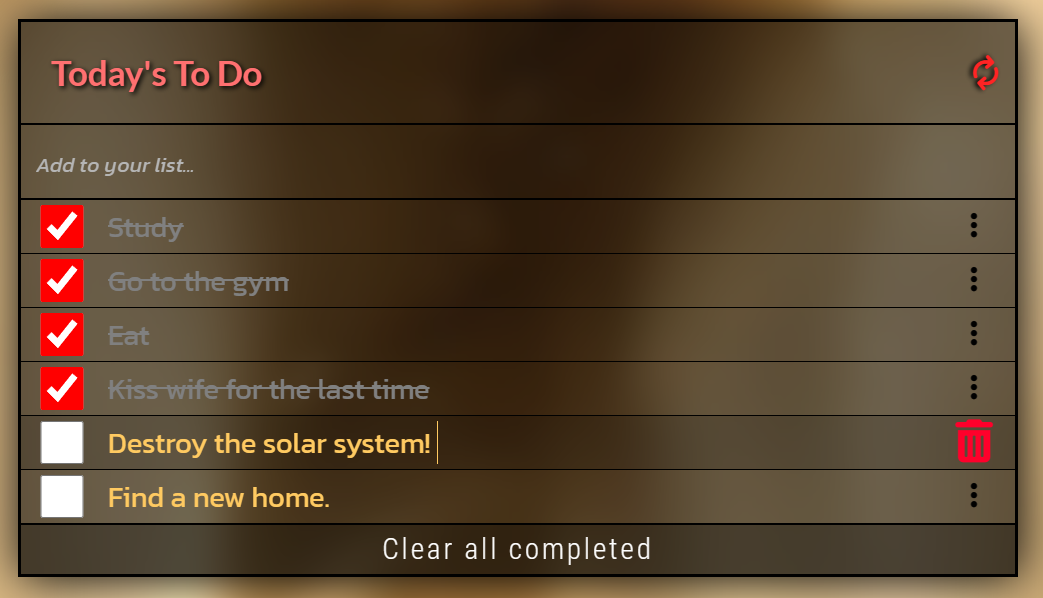 Today's To Do
Add to your list...
Study
Go to the gym
Eat
Kiss wife for the last time
Destroy the solar system!
Find a new home.
Clear all completed